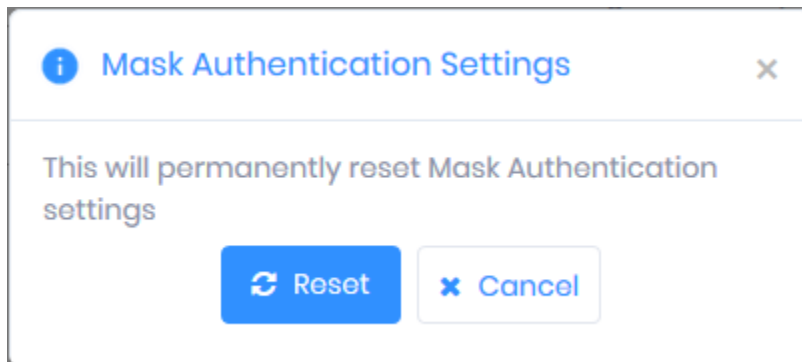 Mask Authentication Settings
This will permanently reset Mask Authentication
settings
Reset Cancel